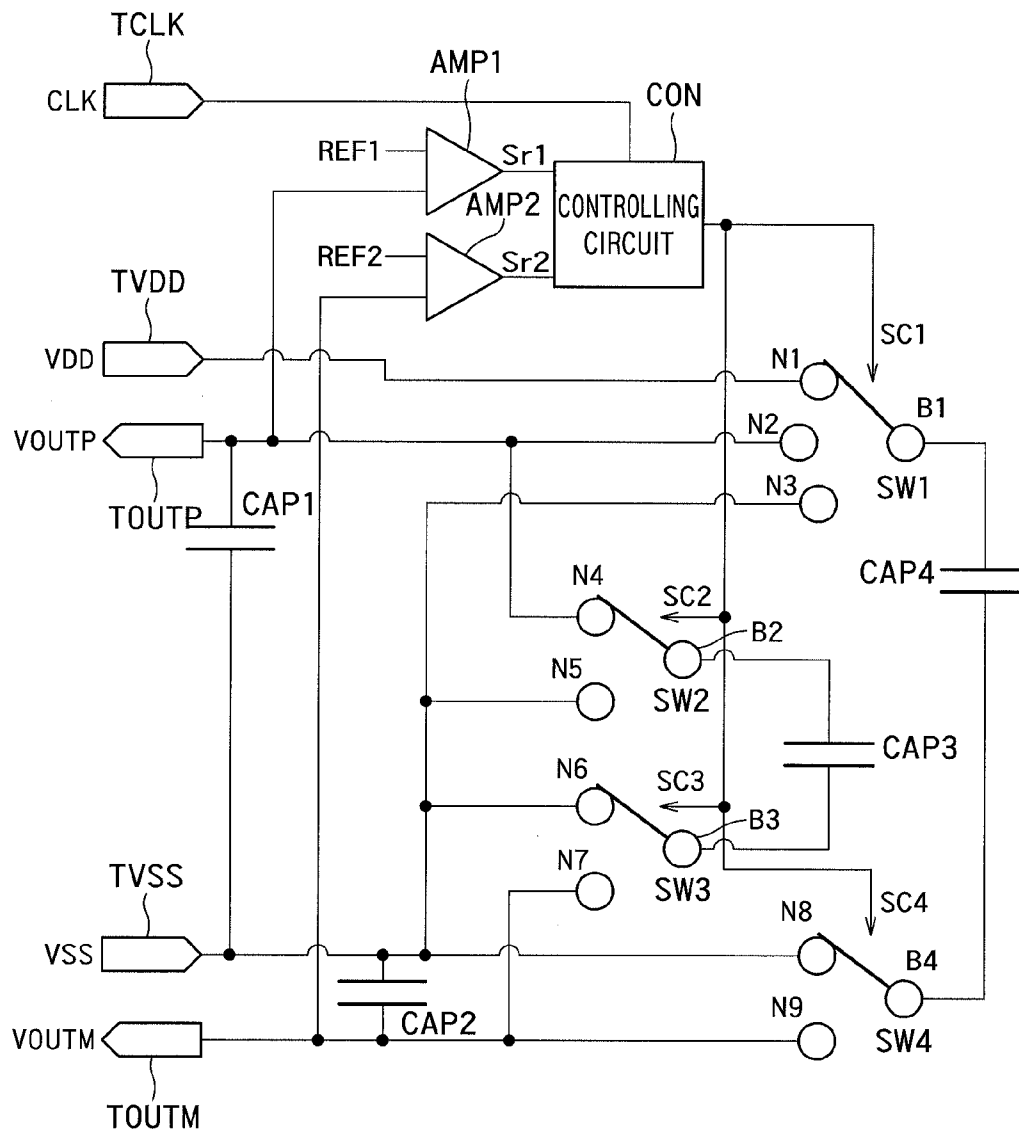 TCLK
CLK
AMP1
CON
REF1
Sr1
AMP2
CONTROLLING
CIRCUIT
REF2
Sr2
TVDD
VDD
SC1
N1
B1
VOUTP
N2
SW1
TOUTP
CAP1
N3
CAP4
N4
SC2
B2
N5
SW2
CAP3
N6
SC3
B3
N7
SW3
TVSS
N8
SC4
VSS
B4
CAP2
N9
VOUTM
SW4
TOUTM